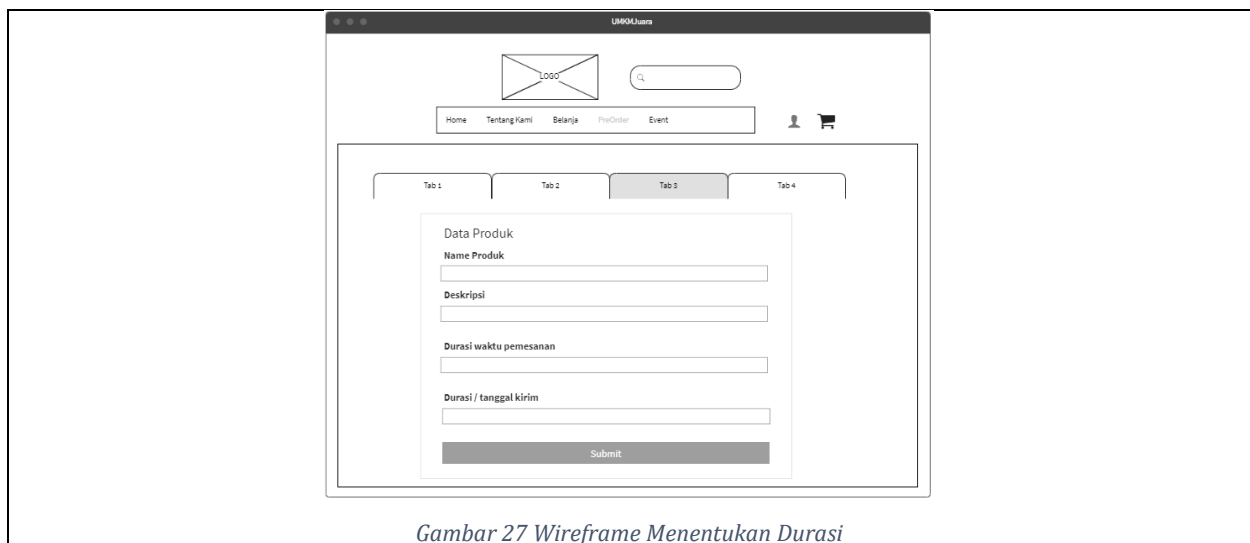 UMKMJuara
LOGO
Home Tentang Kami Belanja PreOrder Event
Tab 1 Tab 2 Tab 3 Tab 4
Data Produk
Name Produk
Deskripsi
Durasi waktu pemesanan
Durasi / tanggal kirim
Submit
Gambar 27 Wireframe Menentukan Durasi